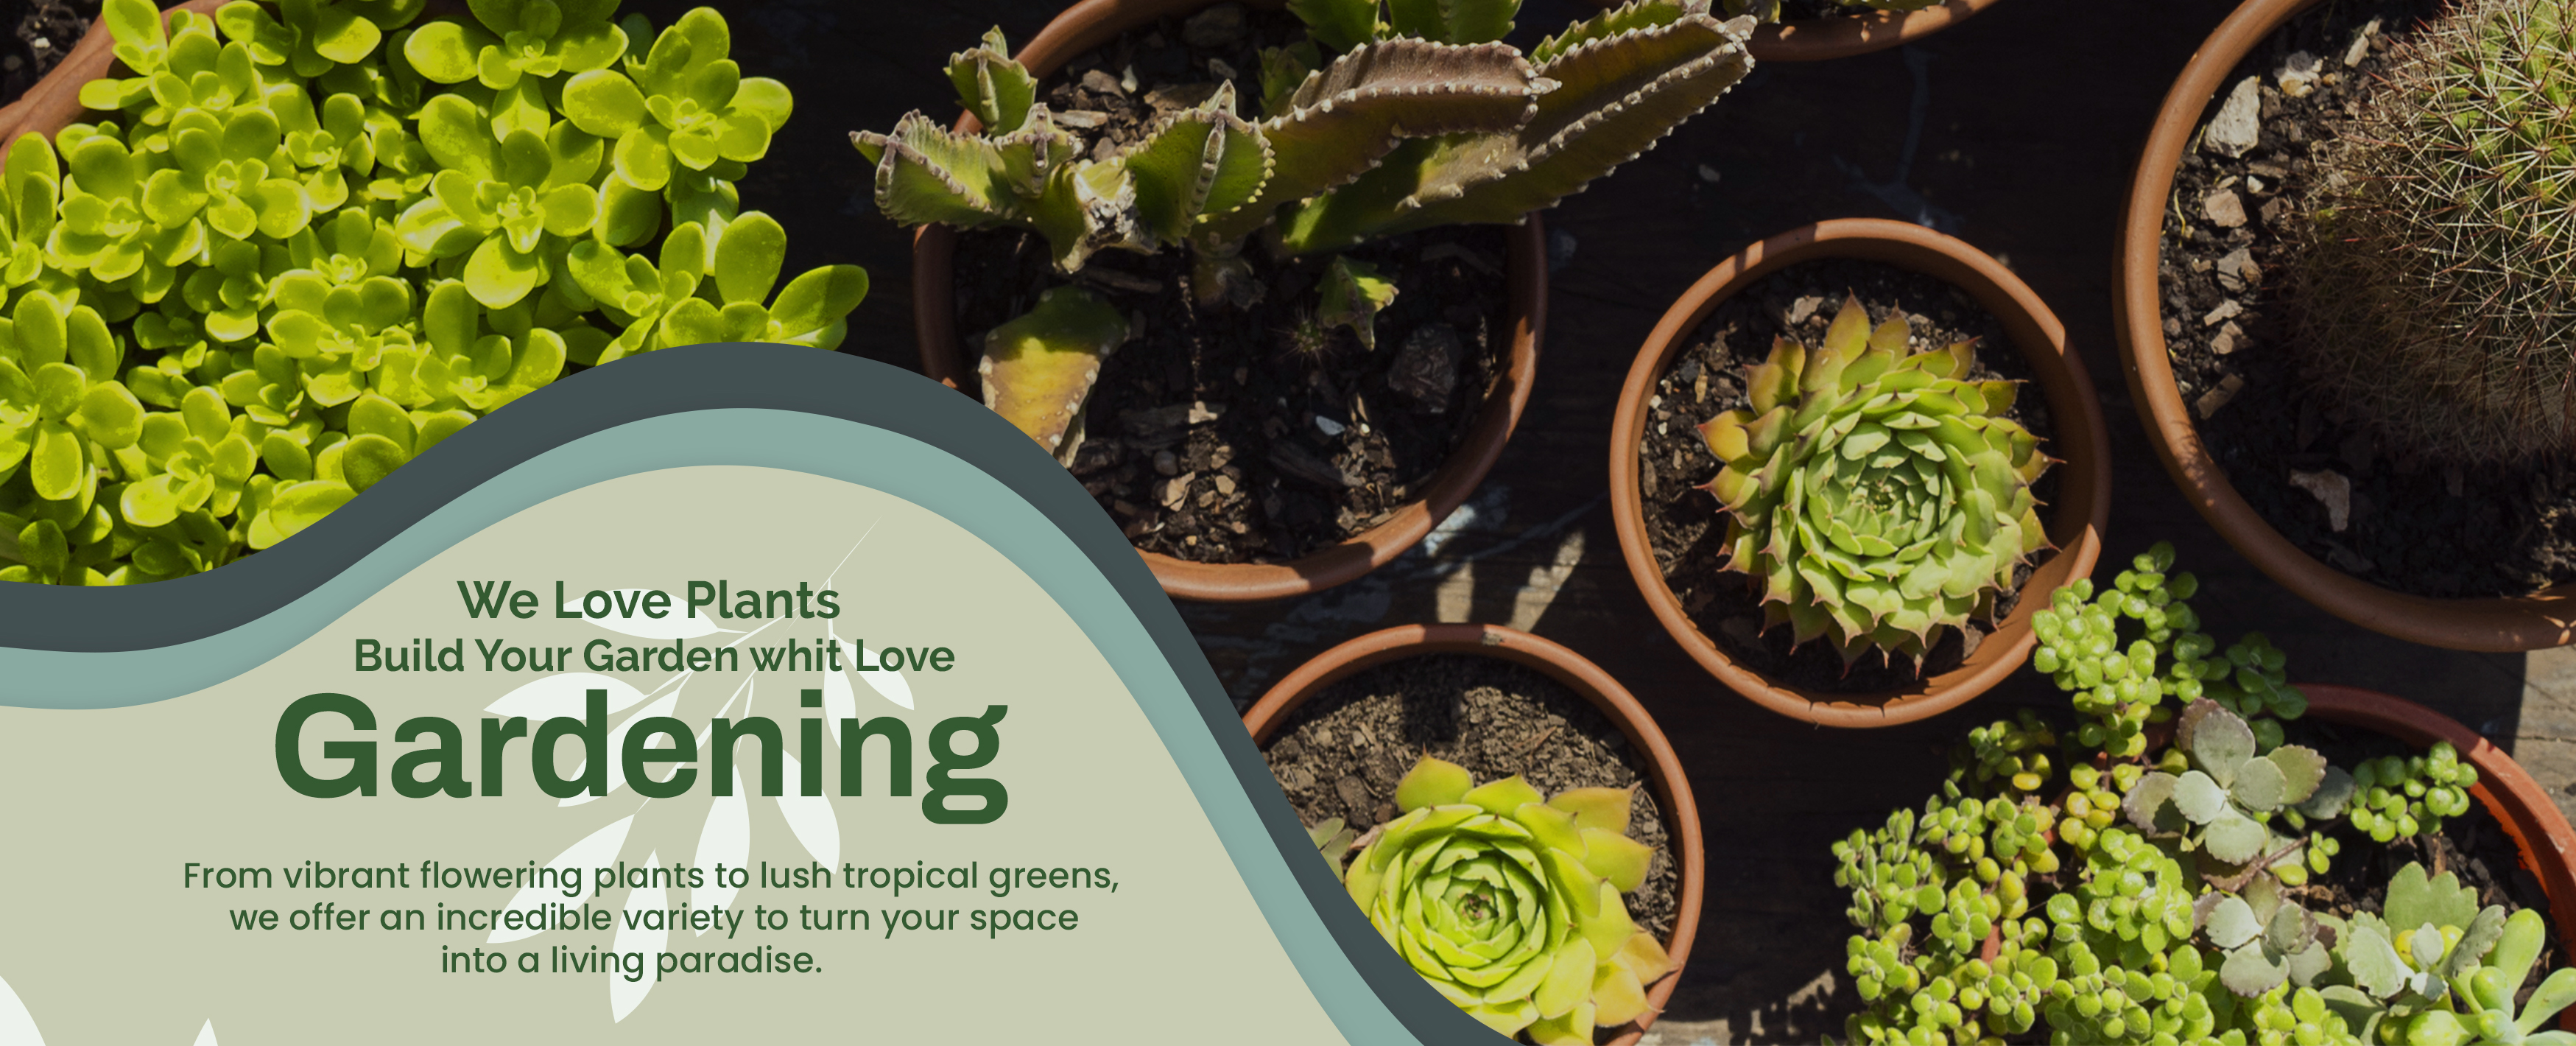 We Love Plants
Build Your Garden whit Love
Gardening
From vibrant flowering plants to lush tropical greens,
we offer an incredible variety to turn your space
into a living paradise.